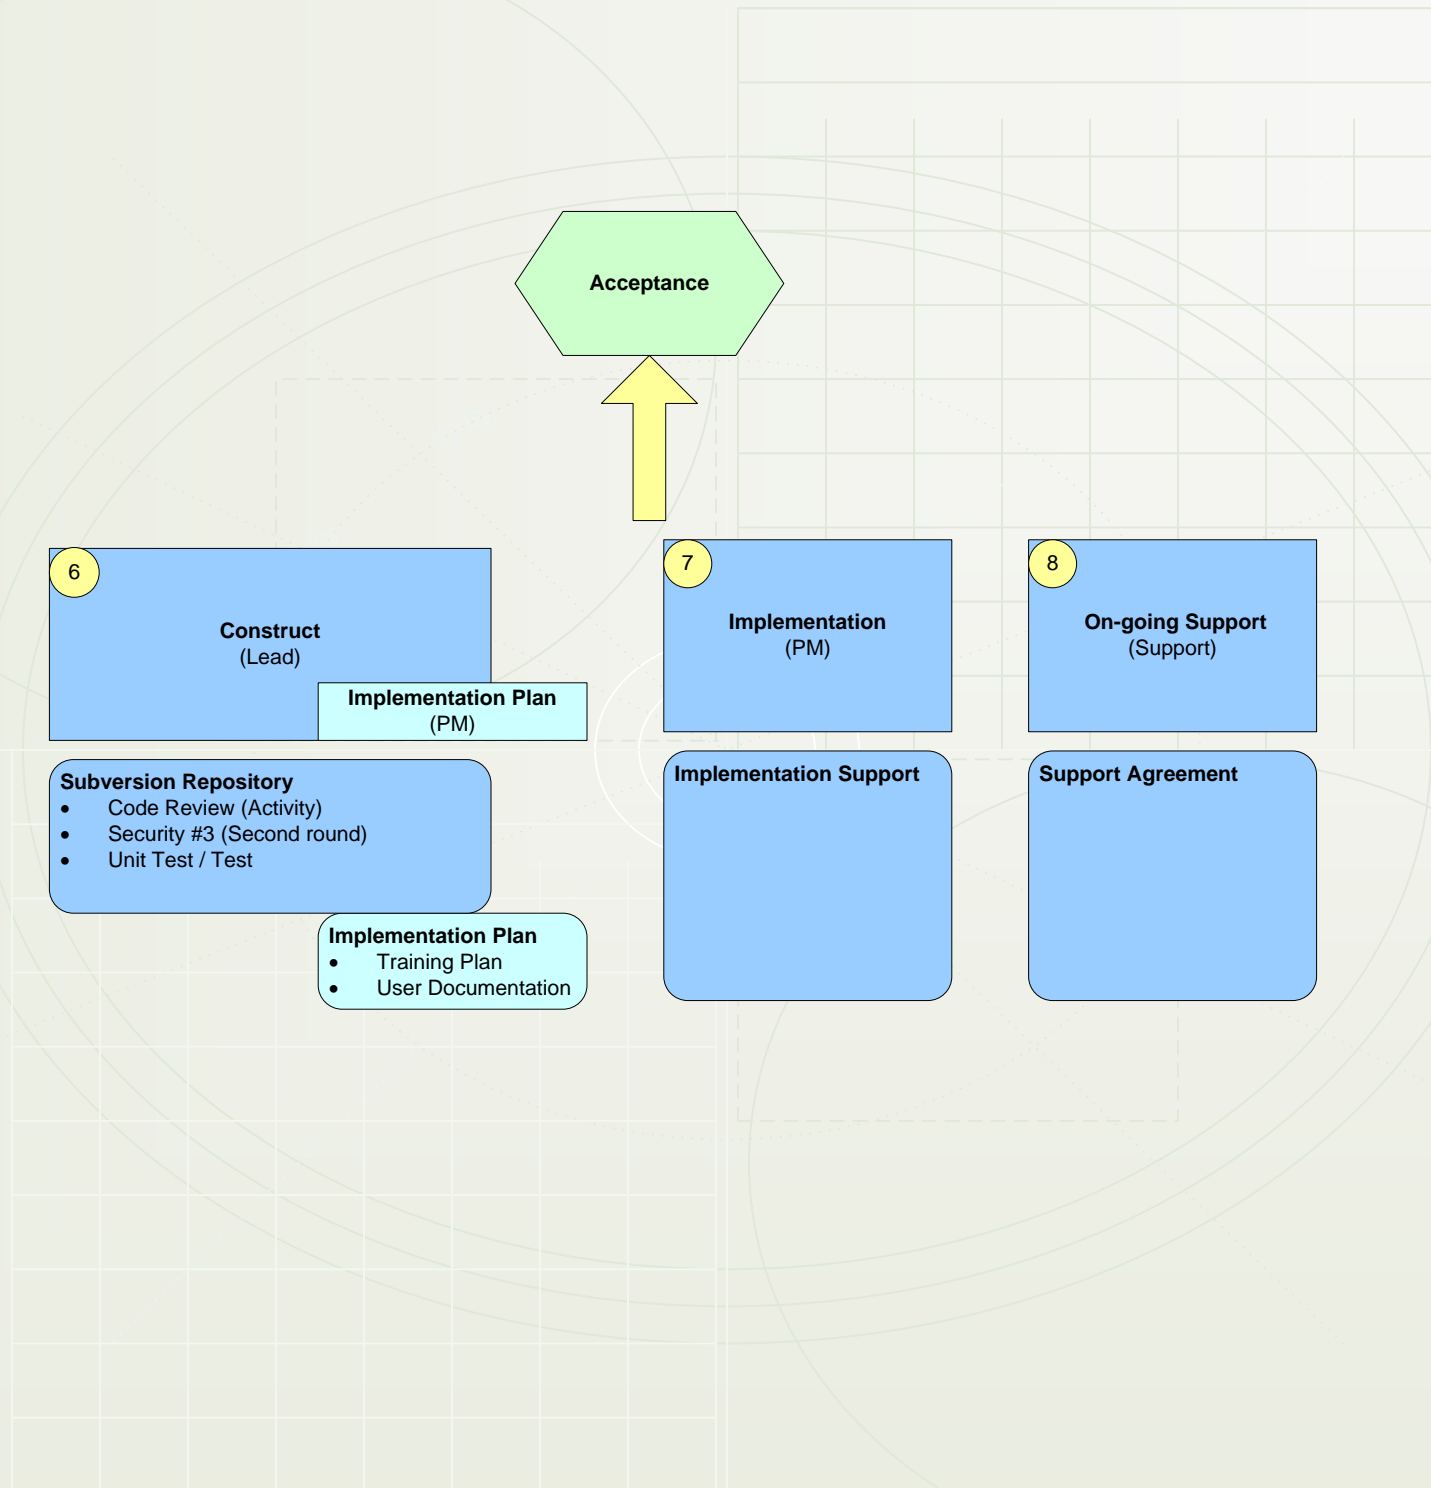 Acceptance
6
Construct
(Lead)
Implementation Plan
(PM)
7
Implementation
(PM)
8
On-going Support
(Support)
Subversion Repository
• Code Review (Activity)
• Security #3 (Second round)
• Unit Test / Test
Implementation Plan
• Training Plan
• User Documentation
Implementation Support
Support Agreement